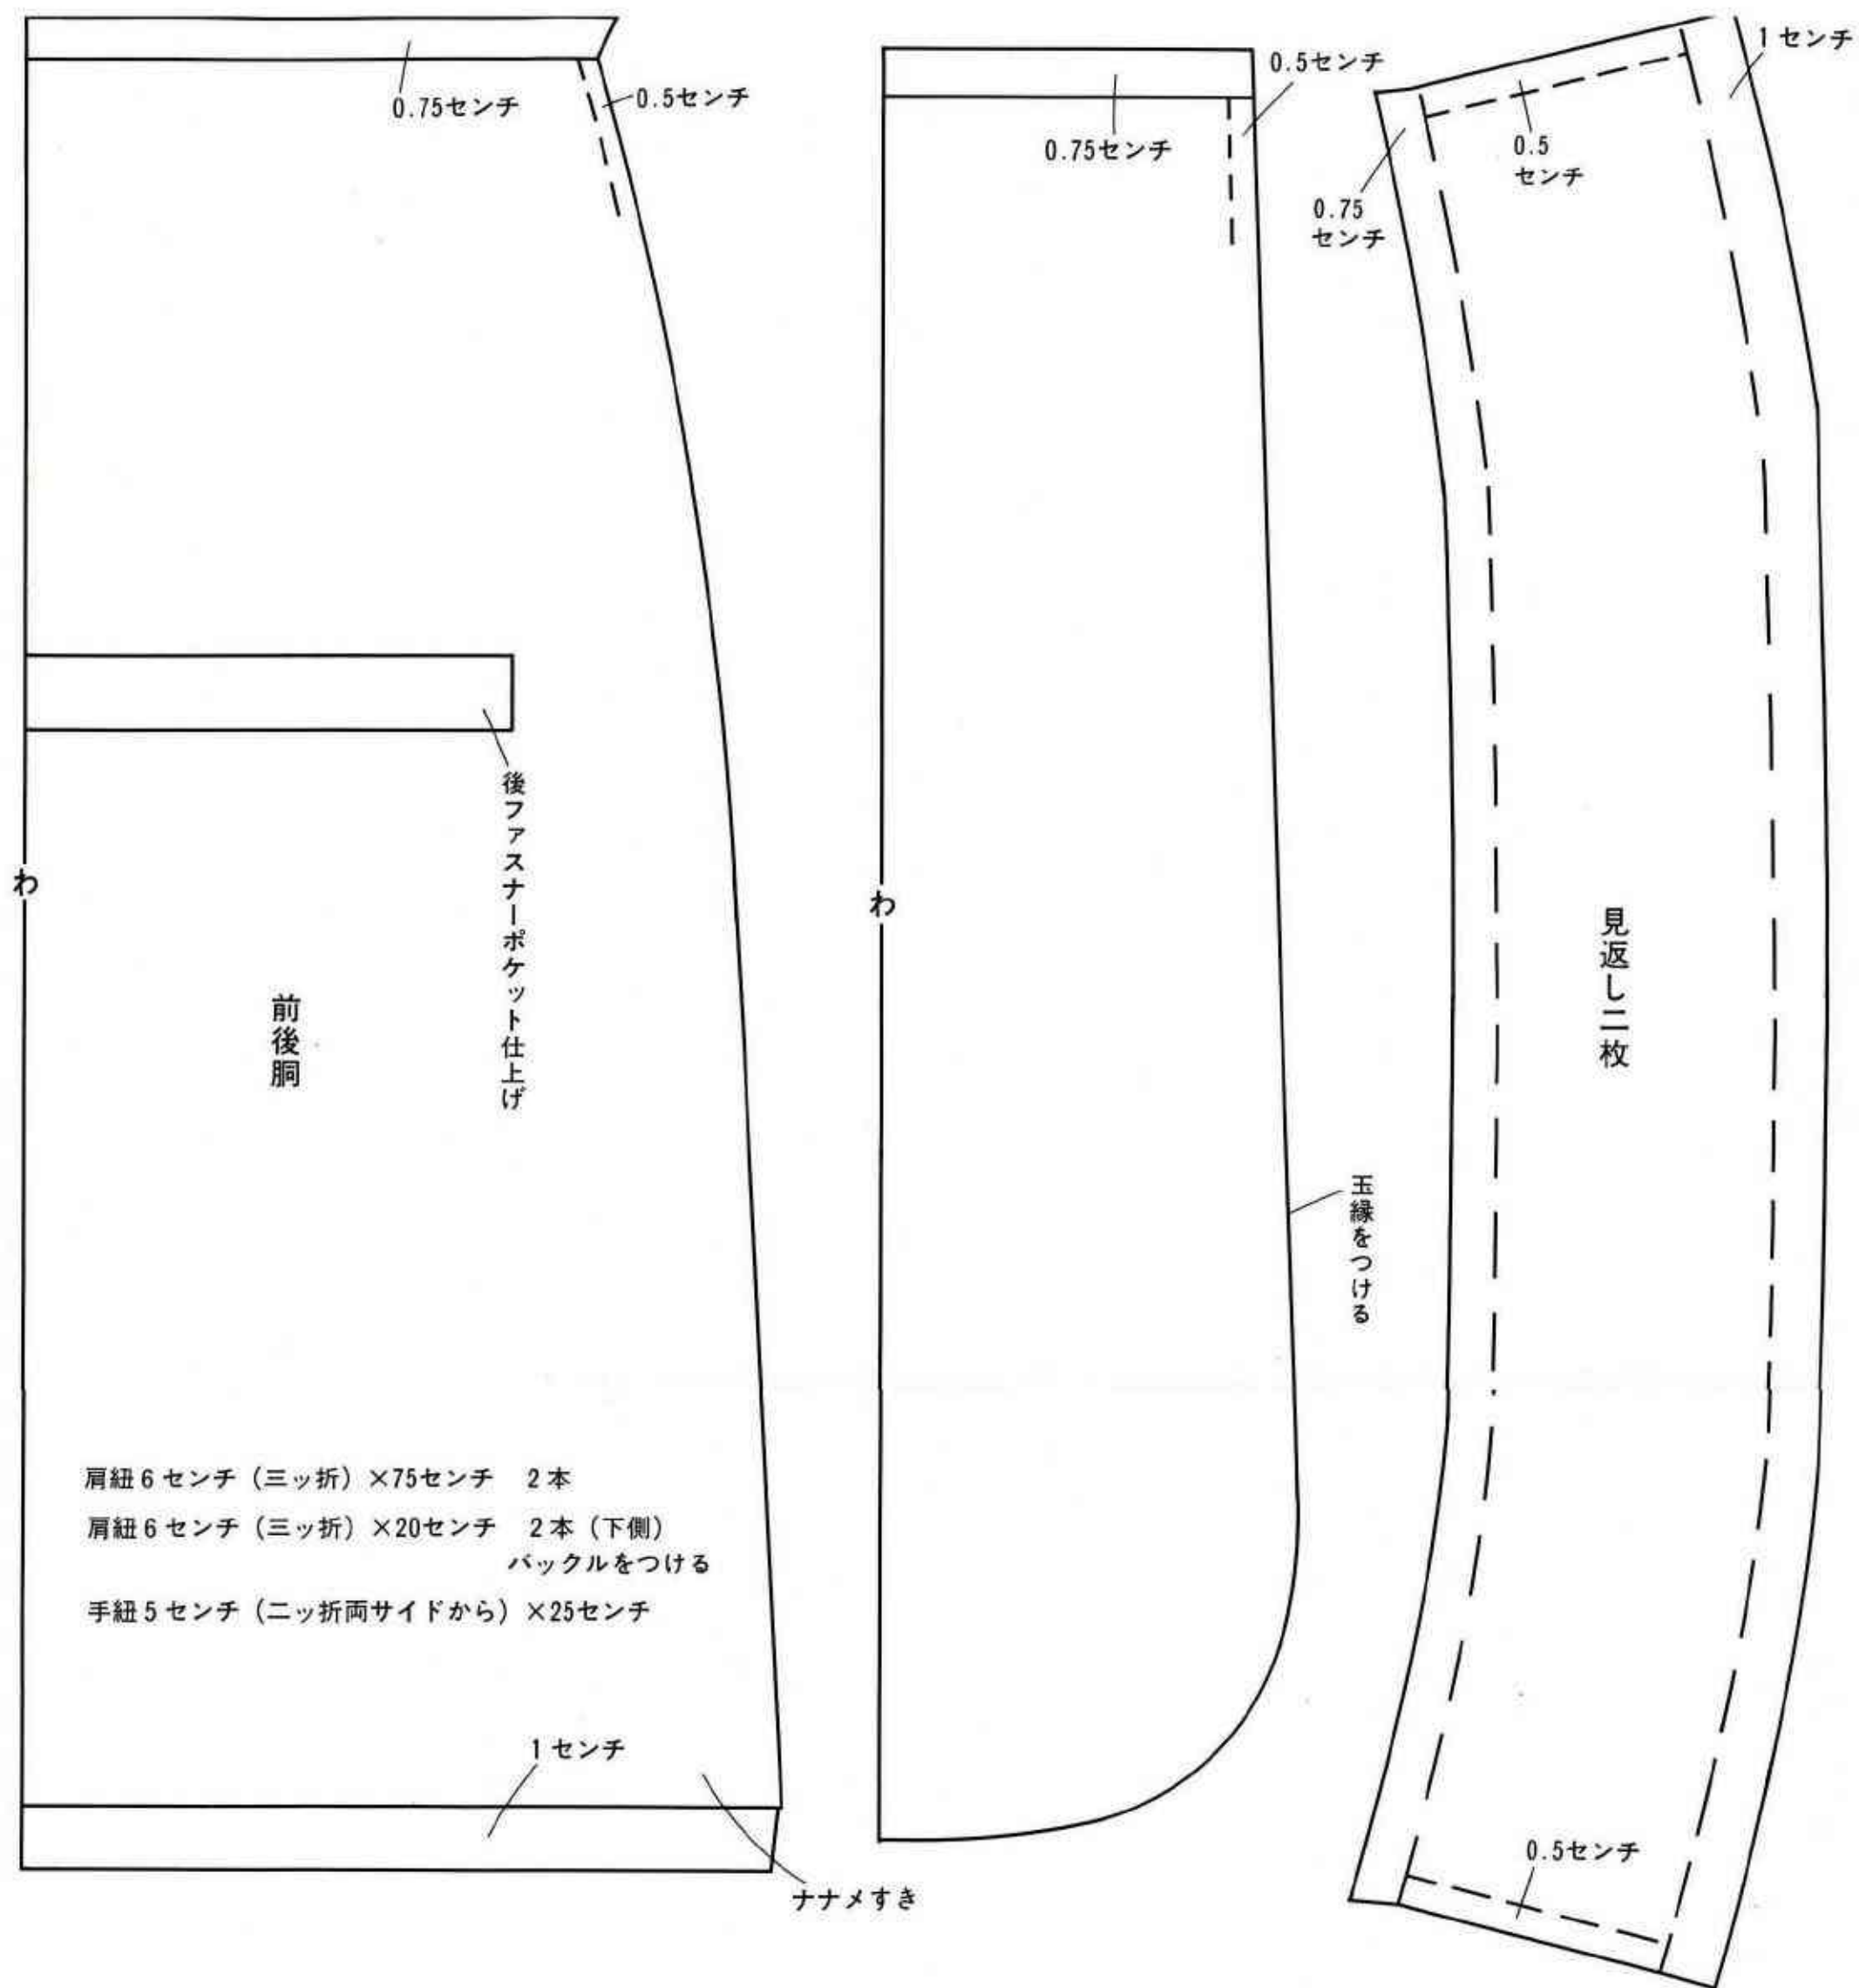 0.75センチ
0.5センチ
後ファスナーポケット仕上げ
わ
前後胴
肩紐6センチ（三ッ折）×75センチ　2本
肩紐6センチ（三ッ折）×20センチ　2本（下側）
バックルをつける
手紐5センチ（二ッ折両サイドから）×25センチ
1センチ
ナナメすき
0.5センチ
0.75センチ
わ
玉縁をつける
1センチ
0.5
センチ
0.75
センチ
見返し二枚
0.5センチ